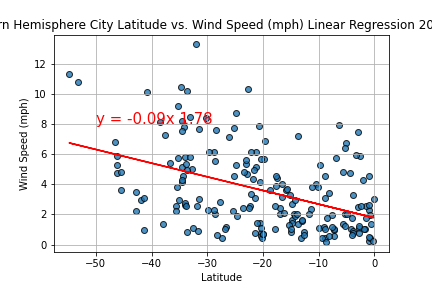 rn Hemisphere City Latitude vs. Wind Speed (mph) Linear Regression 20
12
10
8
6
4
2
0
Wind Speed (mph)
y = -0.09x 1.78
−50 −40 −30 −20 −10 0
Latitude